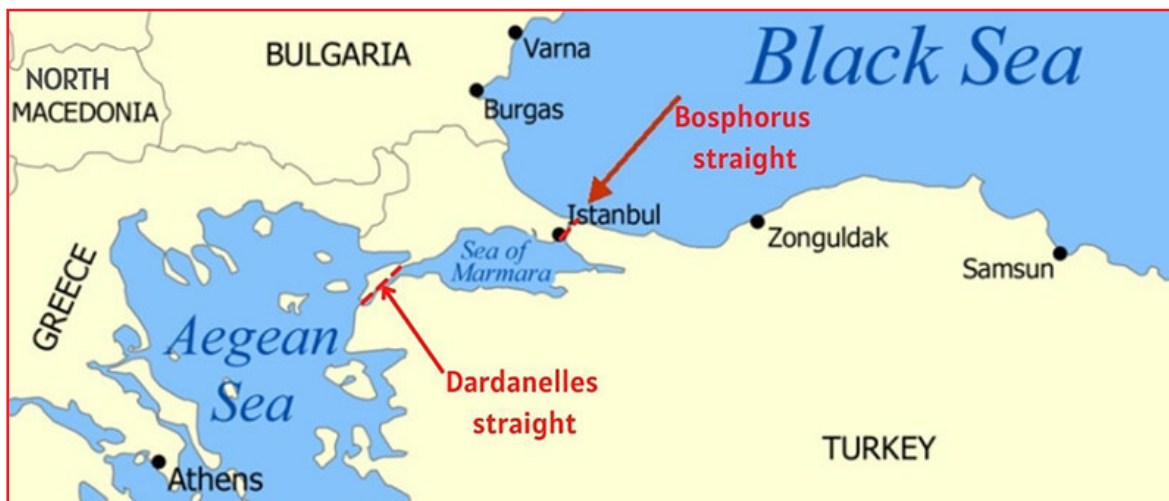 BULGARIA
Varna
Black Sea
NORTH
MACEDONIA
Burgas
Bosphorus
straight
Istanbul
Zonguldak
Samsun
Sea of
Marmara
GREECE
Aegean
Sea
Dardanelles
straight
TURKEY
Athens